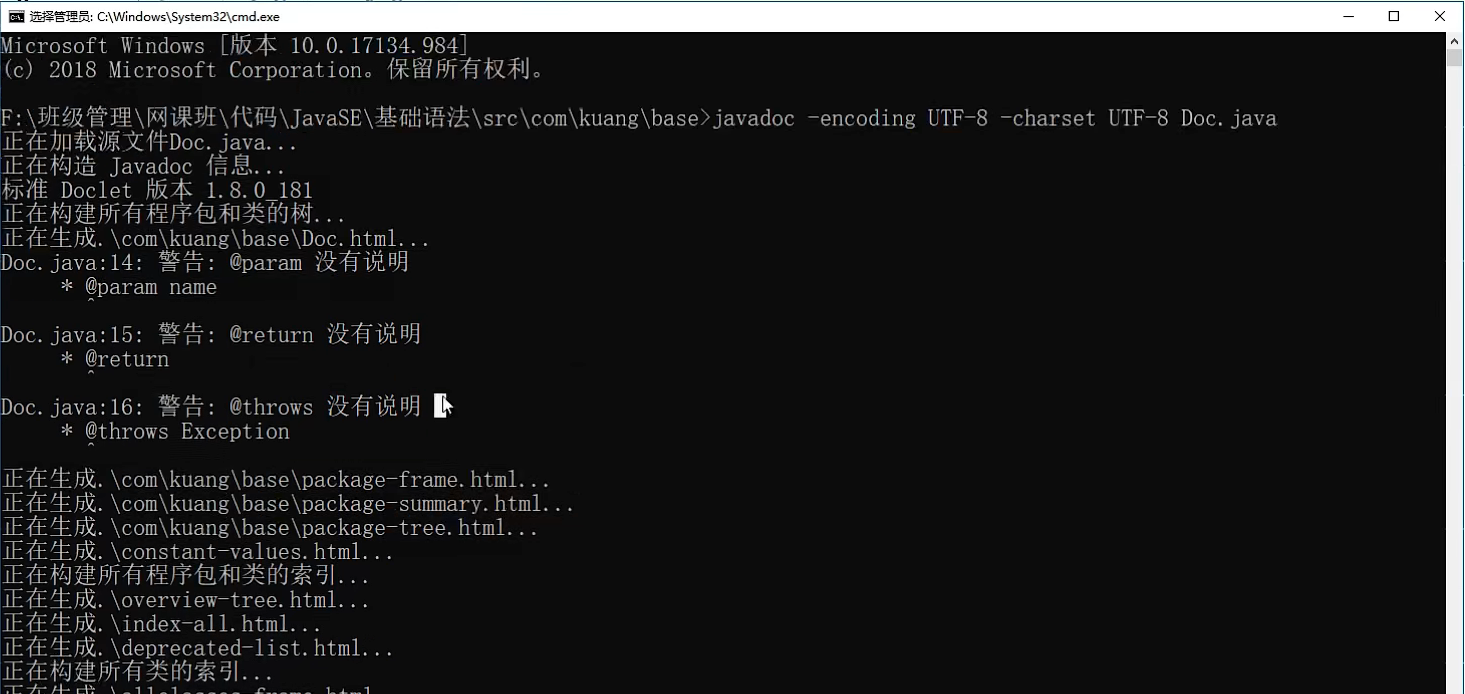 选择管理员: C:\Windows\System32\cmd.exe
Microsoft Windows [版本 10.0.17134.984]
(c) 2018 Microsoft Corporation。保留所有权利。
F:\班级管理\网课班\代码\JavaSE\基础语法\src\com\kuang\base>javadoc -encoding UTF-8 -charset UTF-8 Doc.java
正在加载源文件Doc.java...
正在构造 Javadoc 信息...
标准 Doclet 版本 1.8.0_181
正在构建所有程序包和类的树...
正在生成.\com\kuang\base\Doc.html...
Doc.java:14: 警告: @param 没有说明
* @param name
^
Doc.java:15: 警告: @return 没有说明
* @return
^
Doc.java:16: 警告: @throws 没有说明
* @throws Exception
^
正在生成.\com\kuang\base\package-frame.html...
正在生成.\com\kuang\base\package-summary.html...
正在生成.\com\kuang\base\package-tree.html...
正在生成.\constant-values.html...
正在构建所有程序包和类的索引...
正在生成.\overview-tree.html...
正在生成.\index-all.html...
正在生成.\deprecated-list.html...
正在构建所有类的索引...
正在生成.\allclasses-frame.html